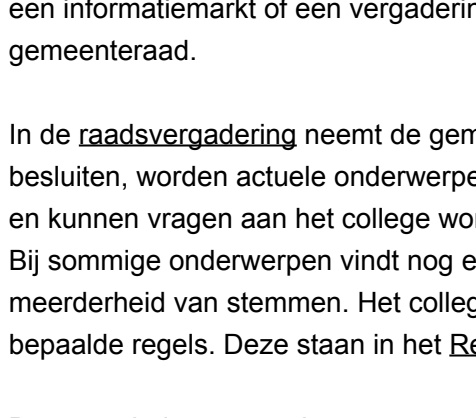 een informatiemarkt of een vergaderin
gemeenteraad.
In de raadsvergadering neemt de gem
besluiten, worden actuele onderwerpe
en kunnen vragen aan het college wo
Bij sommige onderwerpen vindt nog e
meerderheid van stemmen. Het colleg
bepaalde regels. Deze staan in het Re